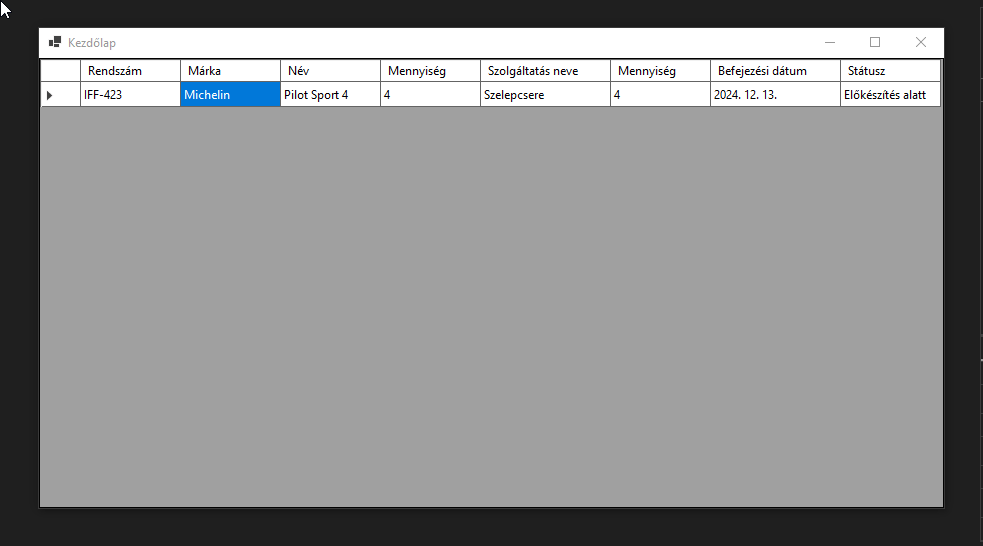 Kezdőlap
Rendszám Márka Név Mennyiség Szolgáltatás neve Mennyiség Befejezési dátum Státusz
IFF-423 Michelin Pilot Sport 4 4 Szelepcsere 4 2024. 12. 13. Előkészítés alatt